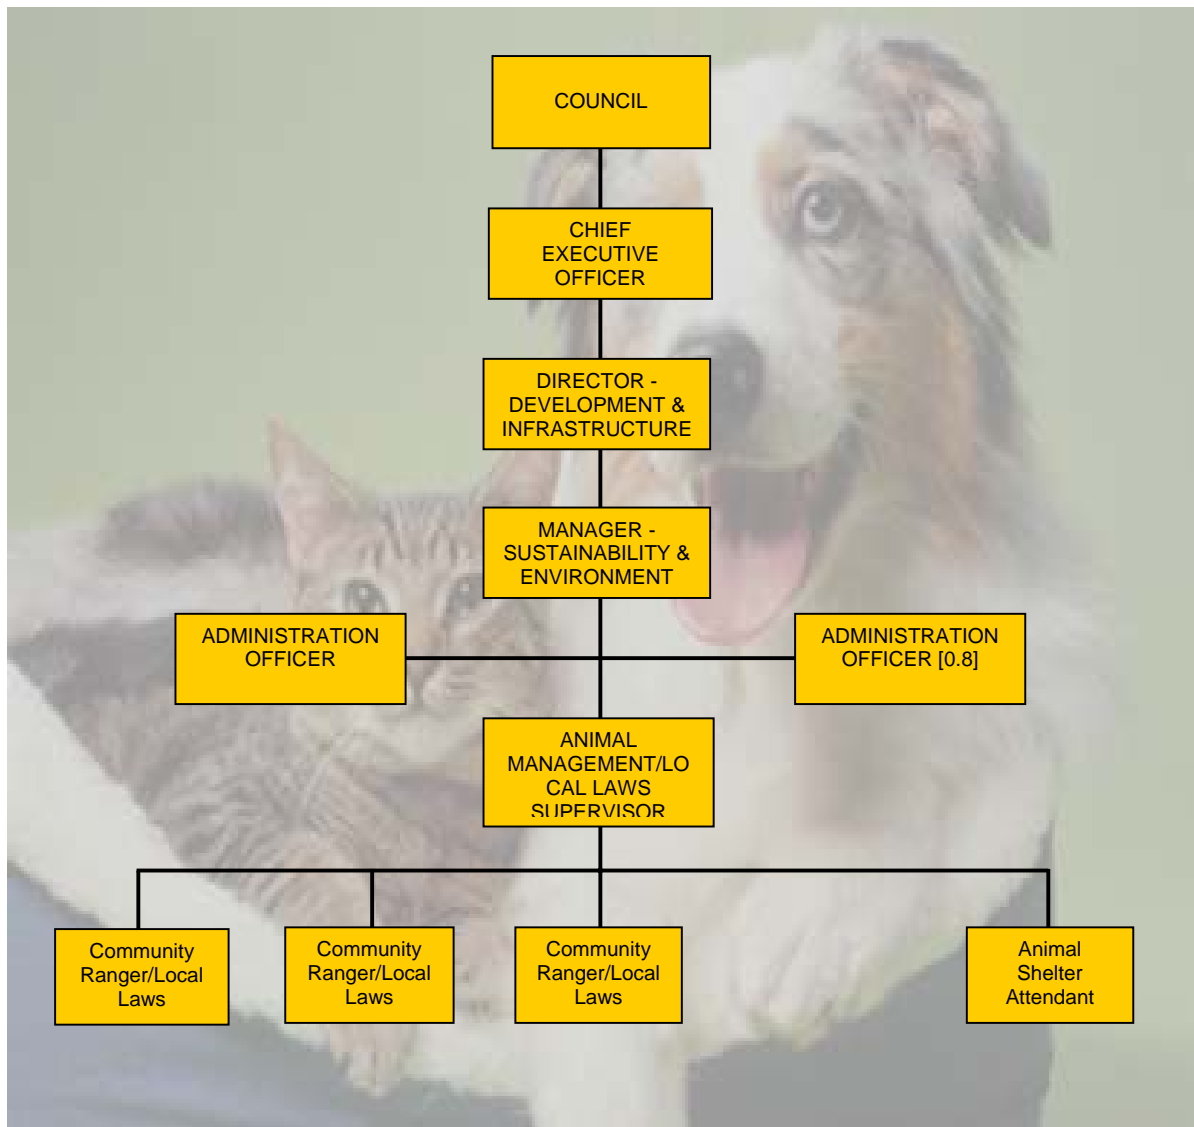 COUNCIL
CHIEF
EXECUTIVE
OFFICER
DIRECTOR -
DEVELOPMENT &
INFRASTRUCTURE
MANAGER -
SUSTAINABILITY &
ENVIRONMENT
ADMINISTRATION
OFFICER
ADMINISTRATION
OFFICER [0.8]
ANIMAL
MANAGEMENT/LO
CAL LAWS
SUPERVISOR
Community
Ranger/Local
Laws
Community
Ranger/Local
Laws
Community
Ranger/Local
Laws
Animal
Shelter
Attendant